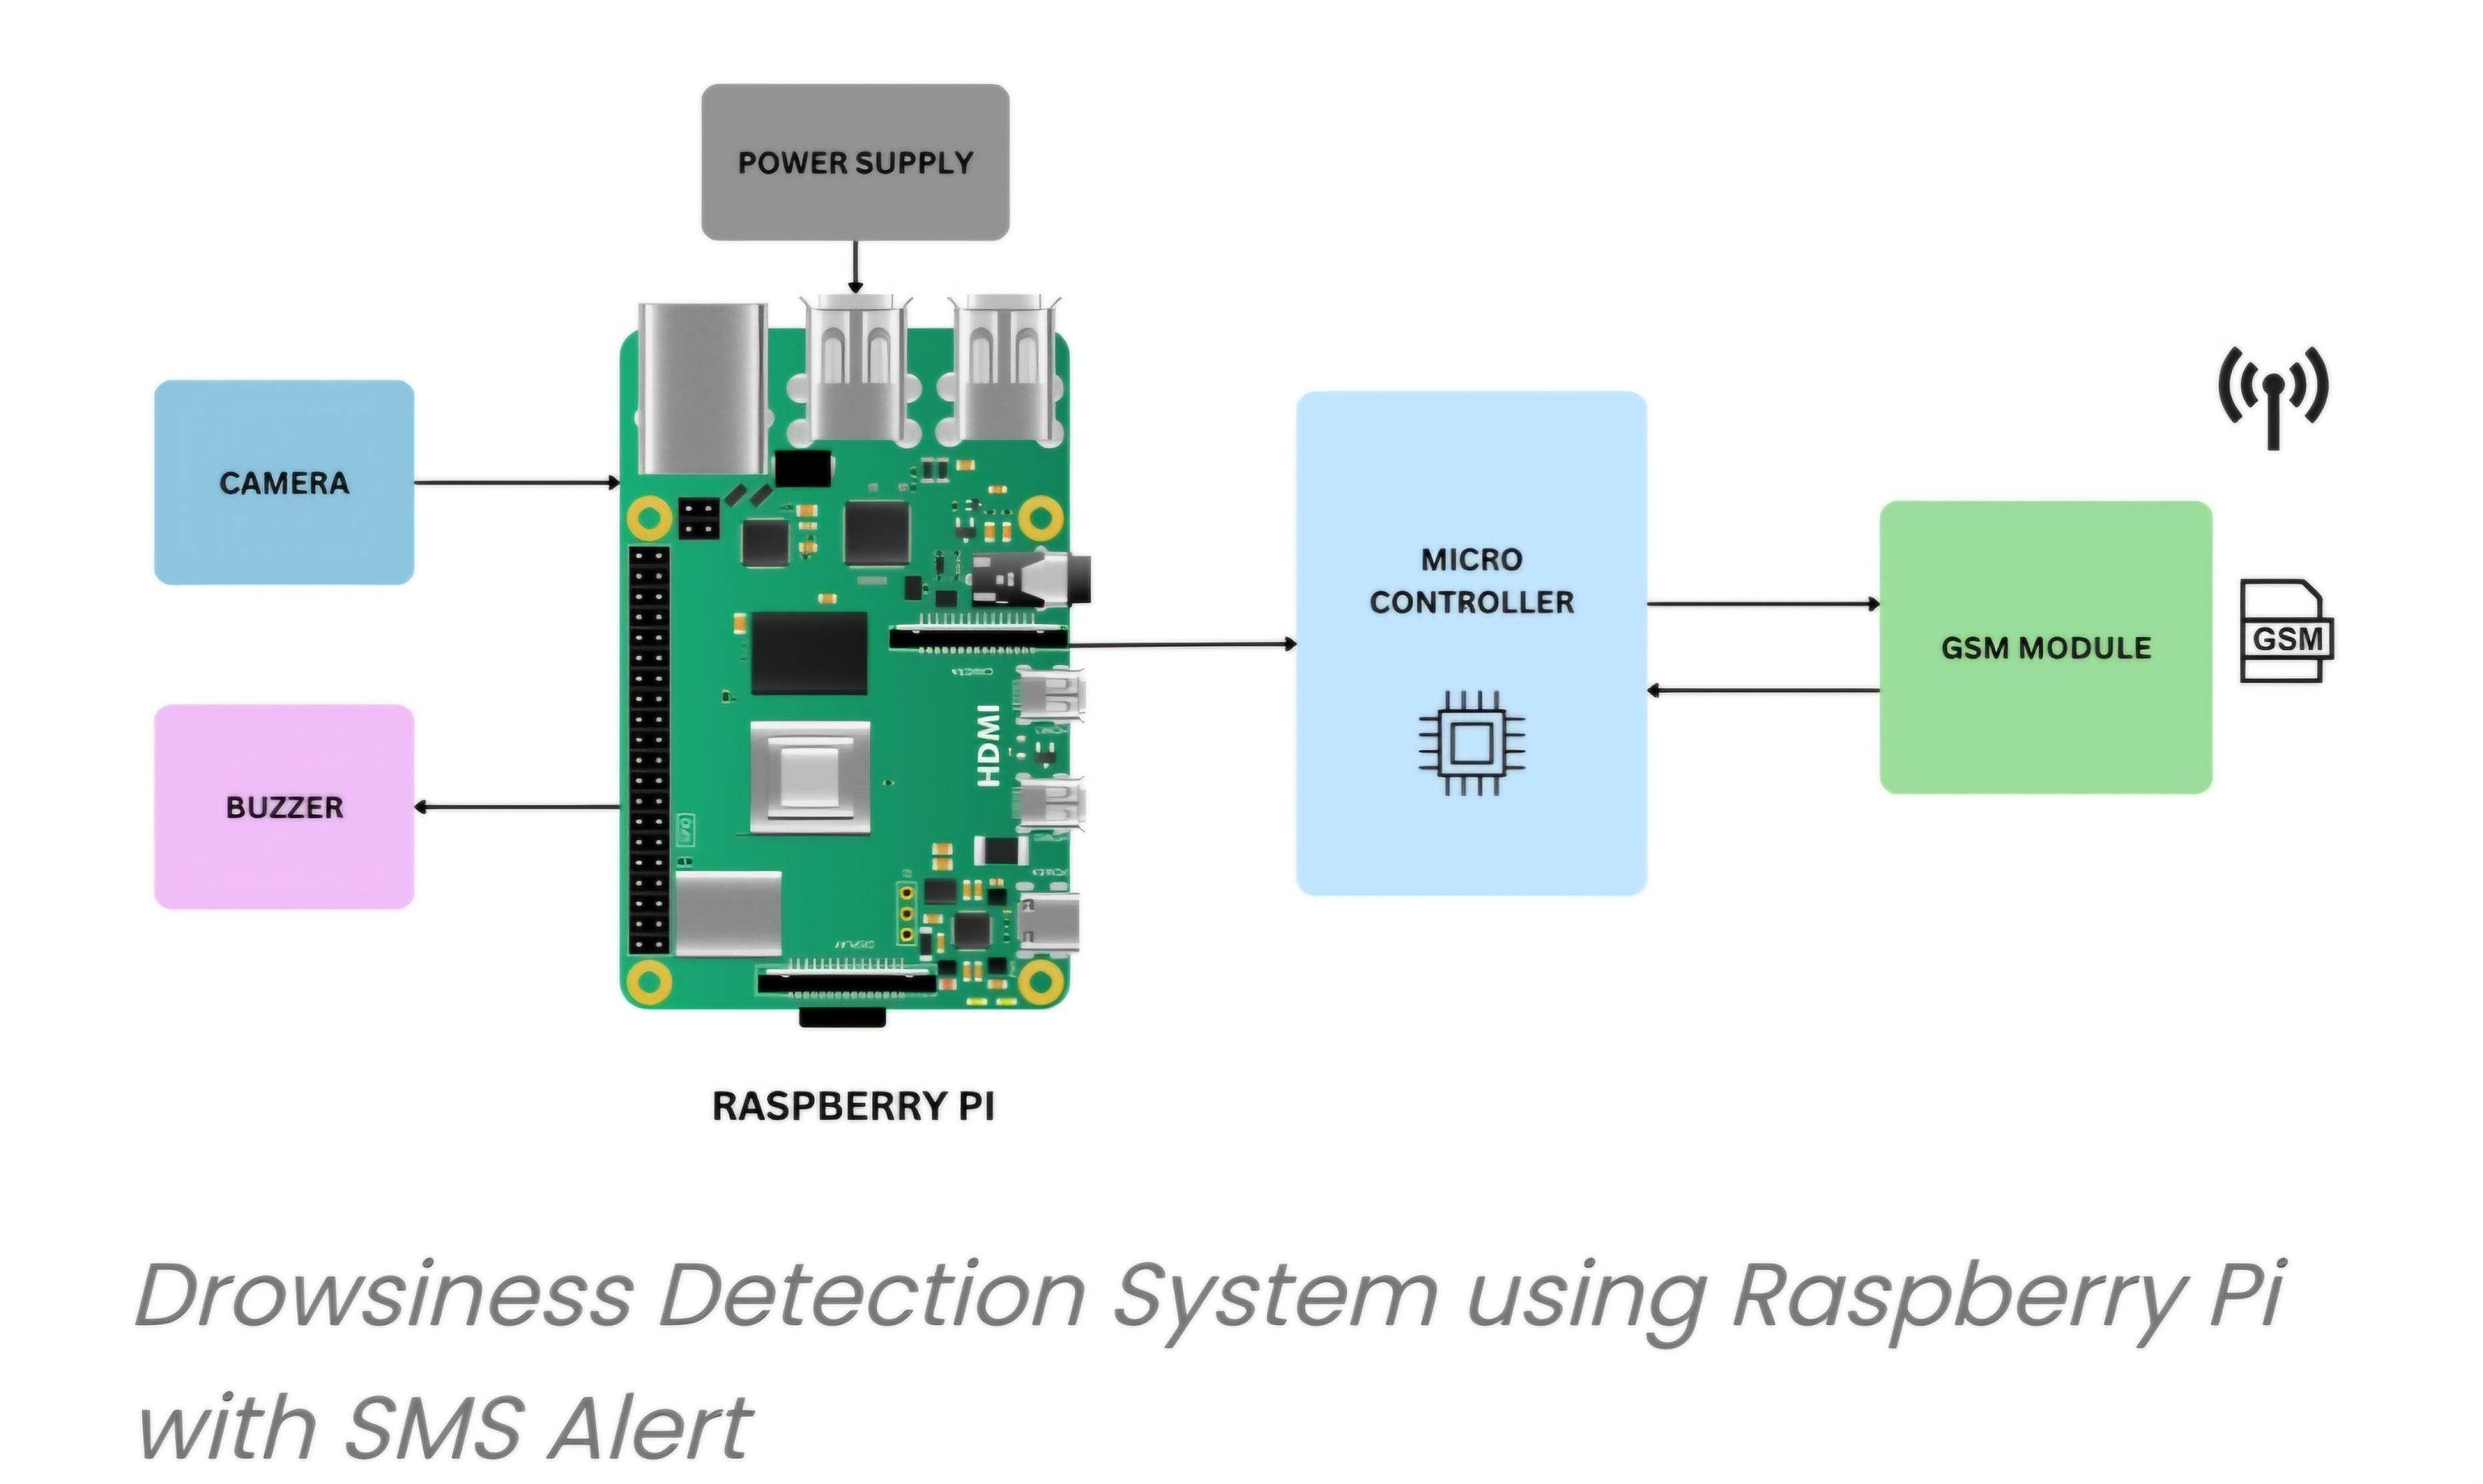 POWER SUPPLY
CAMERA
MICRO
CONTROLLER
GSM MODULE
GSM
HDMI
BUZZER
RASPBERRY PI
Drowsiness Detection System using Raspberry Pi
with SMS Alert